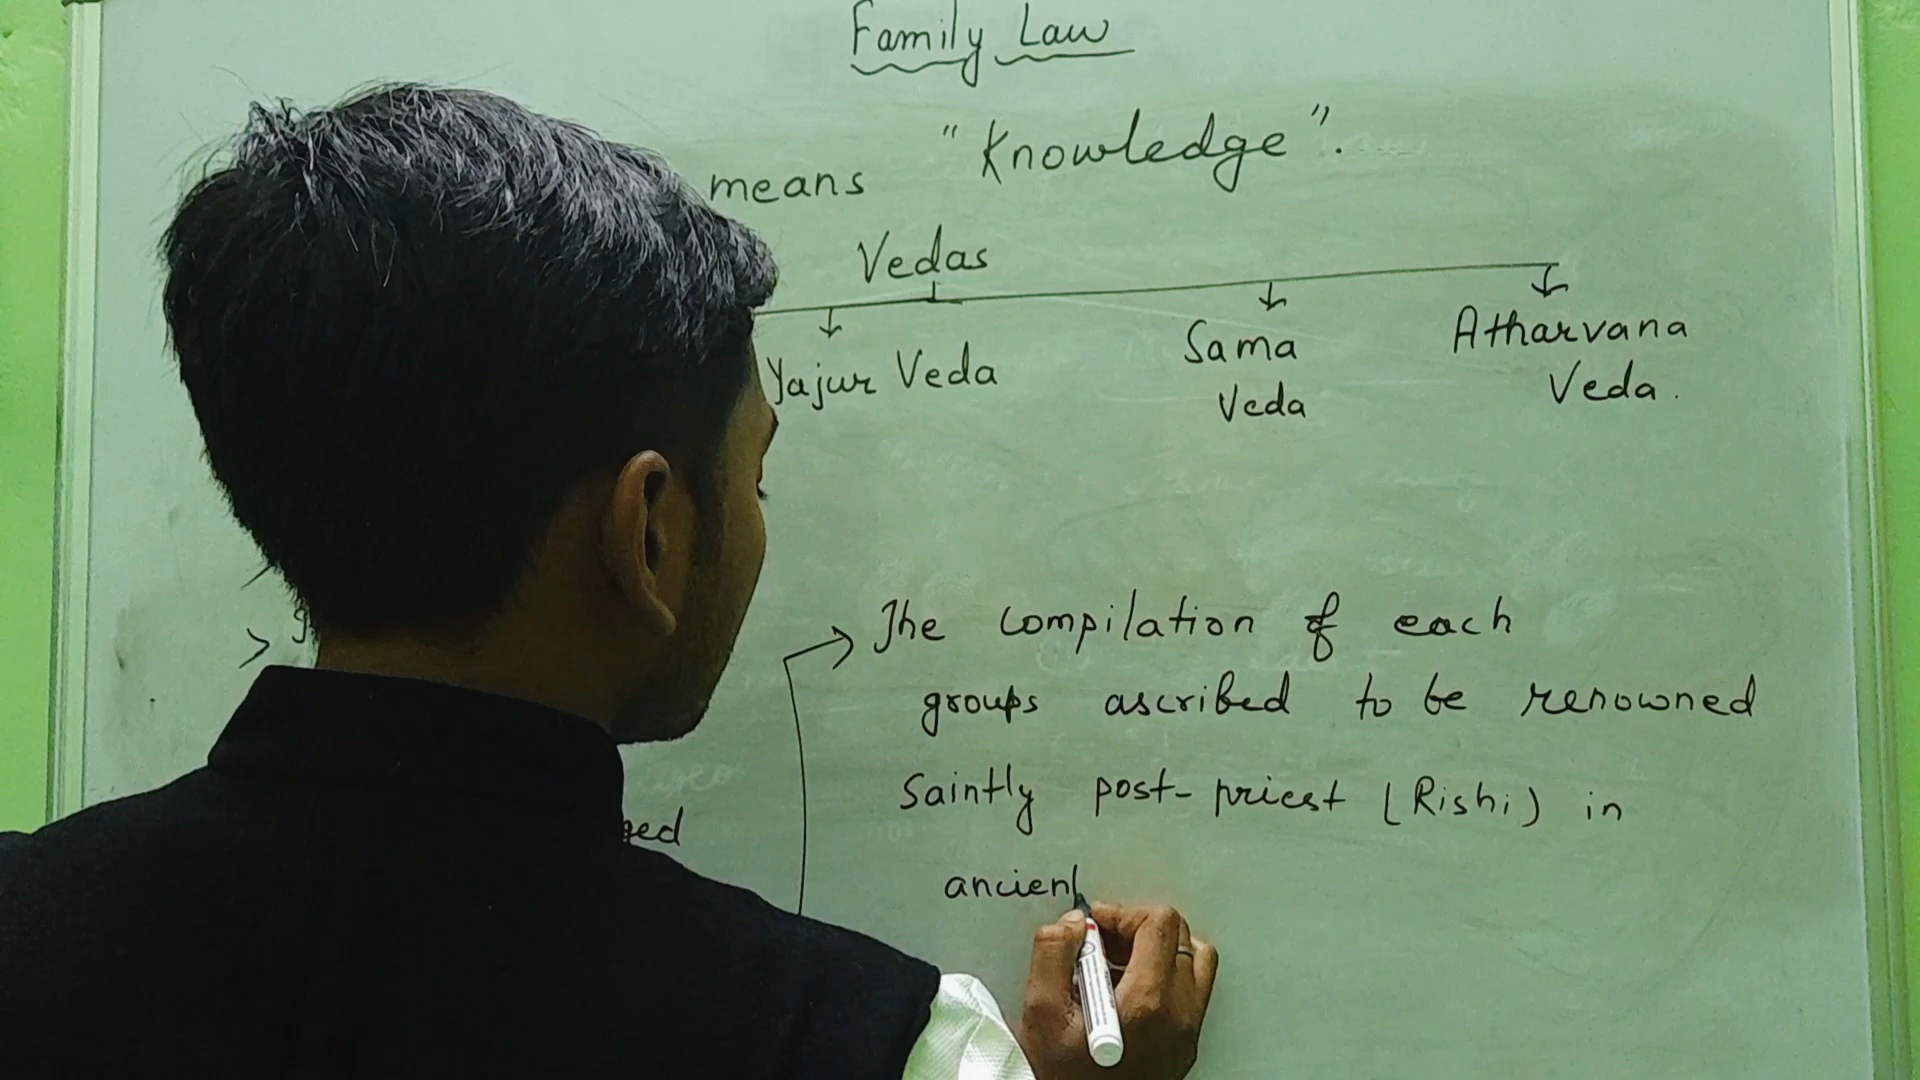 Family Law
means "Knowledge".
Vedas
Yajur Veda
Sama
Veda
Atharvana
Veda.
The compilation of each
groups ascribed to be renowned
Saintly post-priest (Rishi) in
ancient